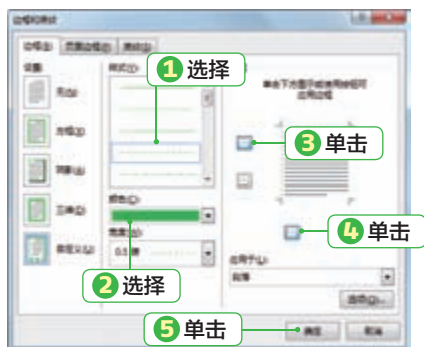 边框和底纹
边框(B) 页面边框(P) 底纹(S)
设置: 样式(Y):
1 选择
单击下方图示或使用按钮可
应用边框
无(N)
方框(X)
3 单击
阴影(A)
颜色(C):
三维(D)
宽度(W):
4 单击
自定义(U)
0.5 磅
应用于(L):
2 选择
段落
选项(O)...
5 单击
确定 取消